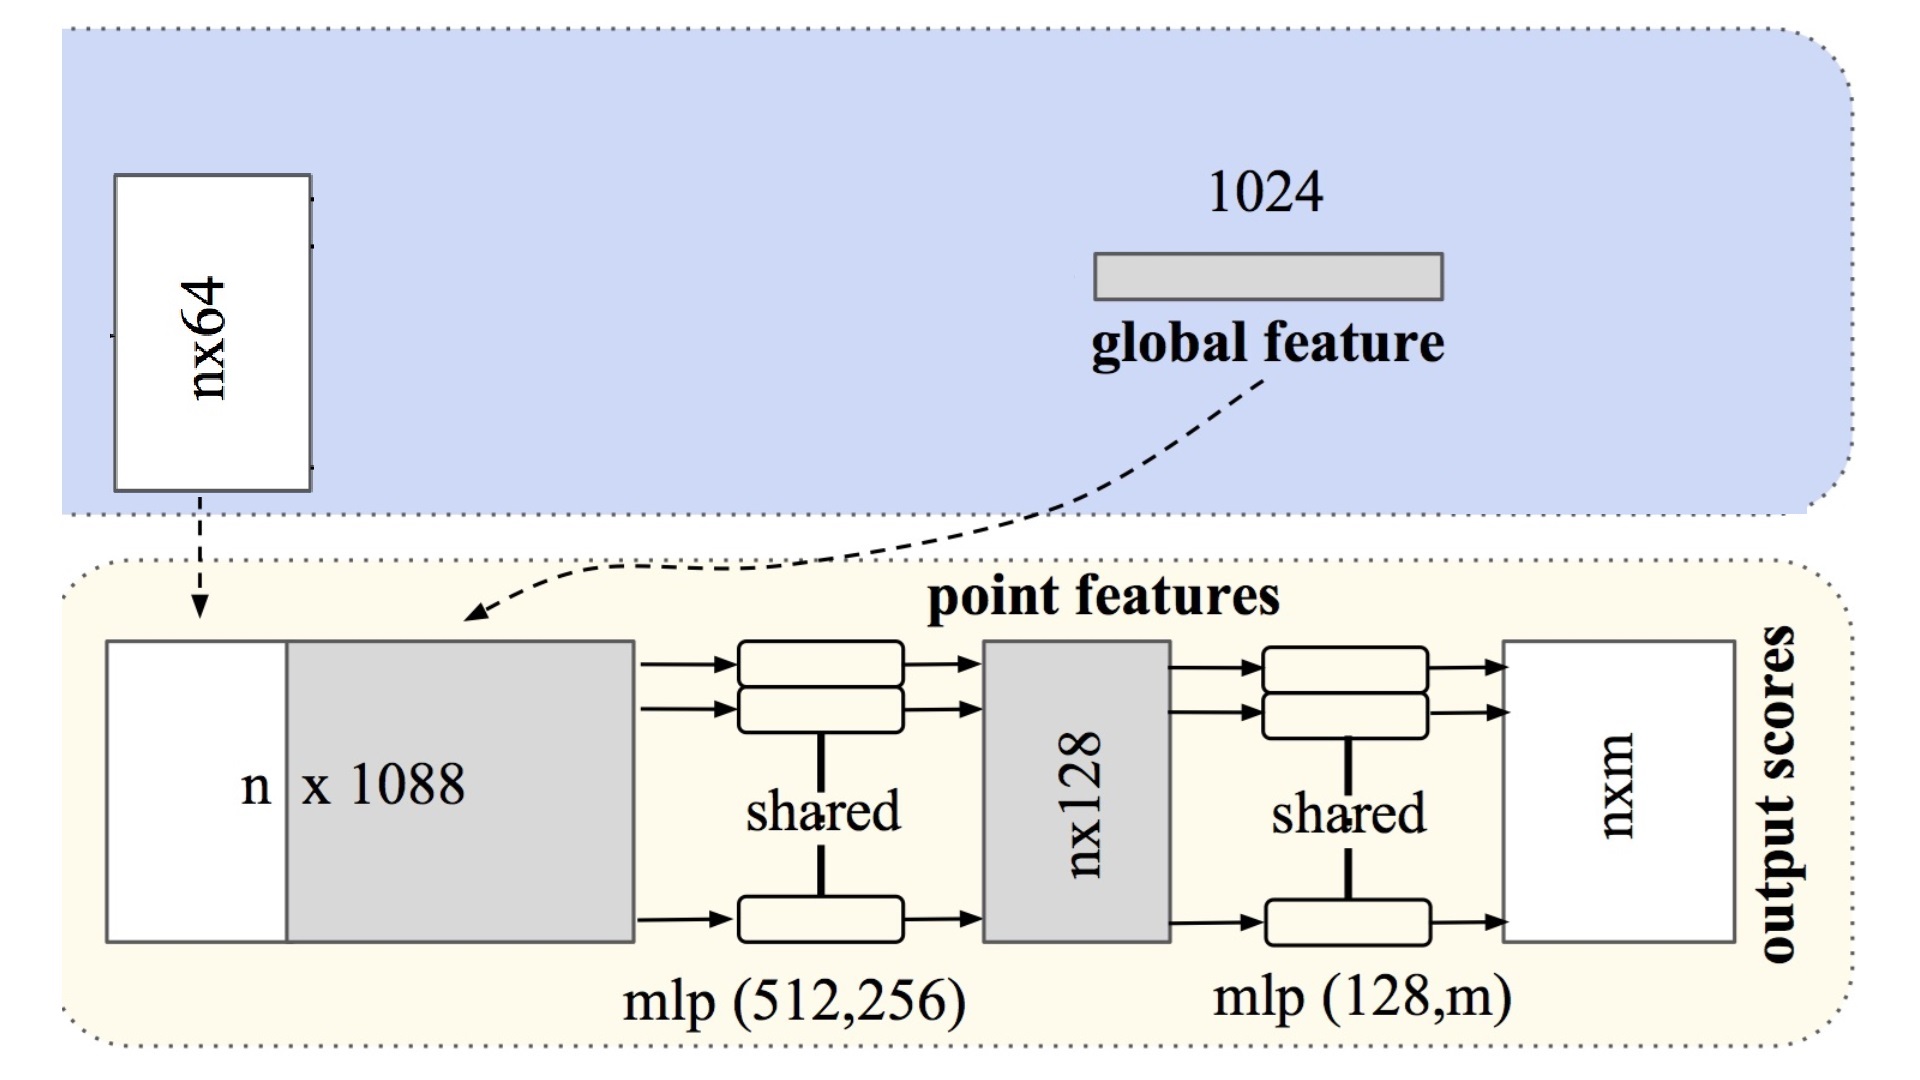 nx64
1024
global feature
point features
n x 1088
shared
nx128
shared
nxm
output scores
mlp (512,256)
mlp (128,m)